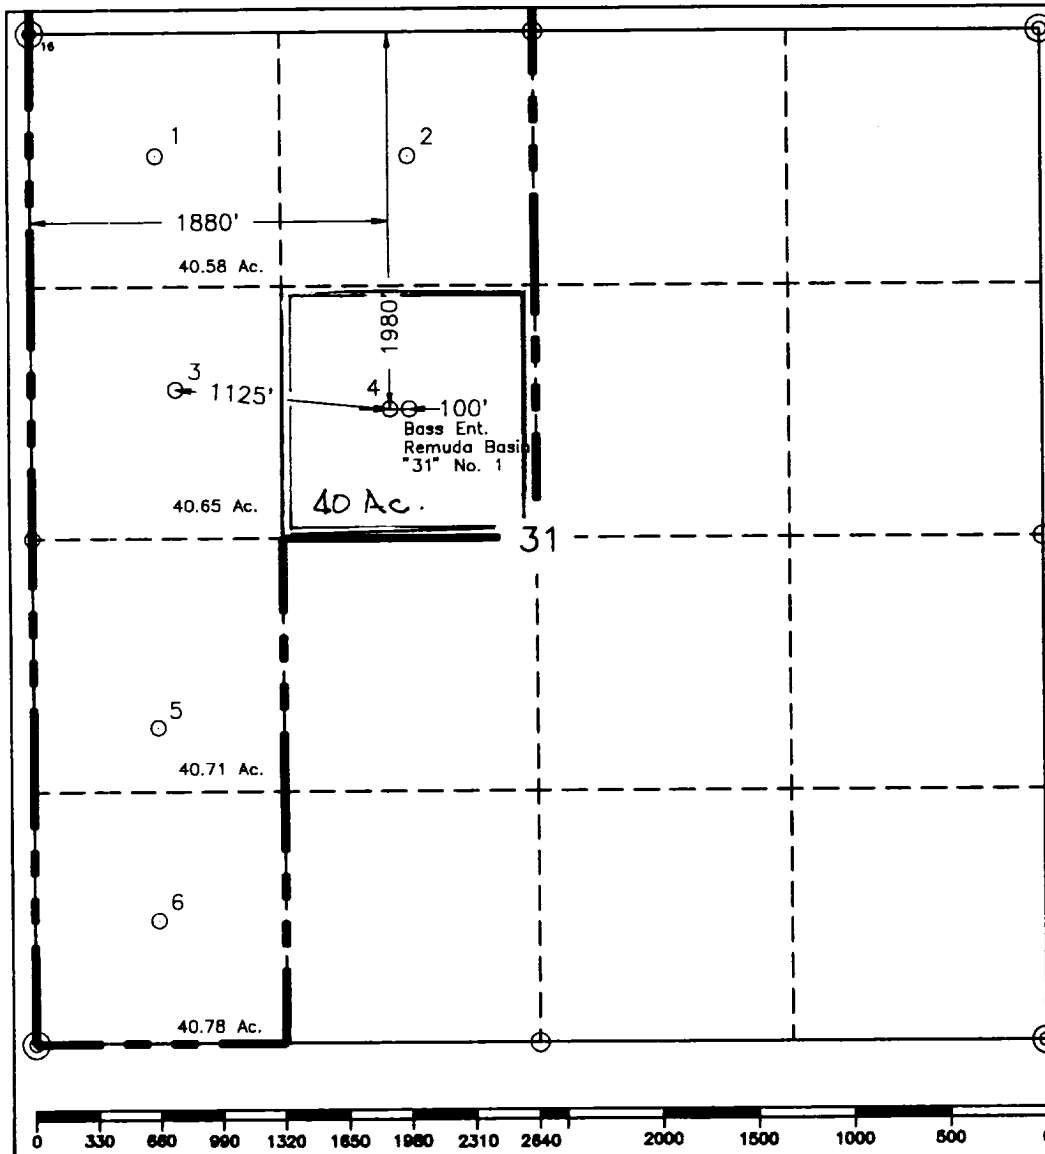 16
1
2
1880'
40.58 Ac.
1980'
3
1125'
4
100'
Bass Ent.
Remuda Basin
"31" No. 1
40.65 Ac.
40 Ac.
31
5
40.71 Ac.
6
40.78 Ac.
0 330 660 990 1320 1650 1980 2310 2640 2000 1500 1000 500